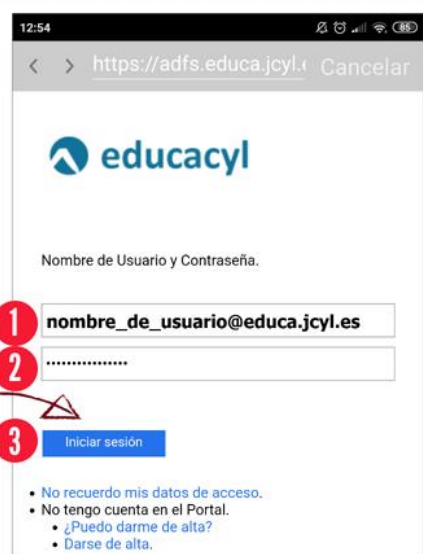 12:54
85
< > https://adfs.educa.jcyl.e Cancelar
educacyl
Nombre de Usuario y Contraseña.
1 nombre_de_usuario@educa.jcyl.es
2 ················
3 Iniciar sesión
• No recuerdo mis datos de acceso.
• No tengo cuenta en el Portal.
• ¿Puedo darme de alta?
• Darse de alta.